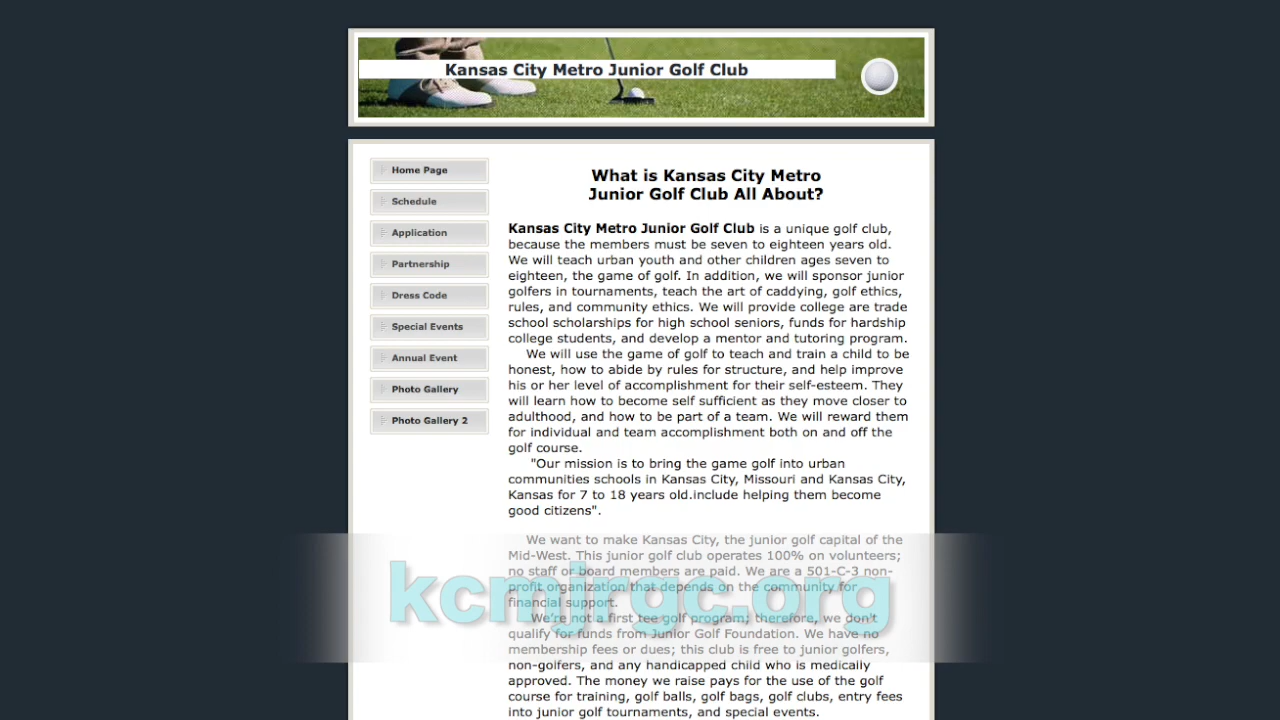 Kansas City Metro Junior Golf Club
Home Page
Schedule
Application
Partnership
Dress Code
Special Events
Annual Event
Photo Gallery
Photo Gallery 2
What is Kansas City Metro
Junior Golf Club All About?
Kansas City Metro Junior Golf Club is a unique golf club,
because the members must be seven to eighteen years old.
We will teach urban youth and other children ages seven to
eighteen, the game of golf. In addition, we will sponsor junior
golfers in tournaments, teach the art of caddying, golf ethics,
rules, and community ethics. We will provide college are trade
school scholarships for high school seniors, funds for hardship
college students, and develop a mentor and tutoring program.
We will use the game of golf to teach and train a child to be
honest, how to abide by rules for structure, and help improve
his or her level of accomplishment for their self-esteem. They
will learn how to become self sufficient as they move closer to
adulthood, and how to be part of a team. We will reward them
for individual and team accomplishment both on and off the
golf course.
"Our mission is to bring the game golf into urban
communities schools in Kansas City, Missouri and Kansas City,
Kansas for 7 to 18 years old.include helping them become
good citizens".
We want to make Kansas City, the junior golf capital of the
Mid-West. This junior golf club operates 100% on volunteers;
no staff or board members are paid. We are a 501-C-3 non-
profit organization that depends on the community for
financial support.
We're not a first tee golf program; therefore, we don't
qualify for funds from Junior Golf Foundation. We have no
membership fees or dues; this club is free to junior golfers,
non-golfers, and any handicapped child who is medically
approved. The money we raise pays for the use of the golf
course for training, golf balls, golf bags, golf clubs, entry fees
into junior golf tournaments, and special events.
kcmjrgc.org